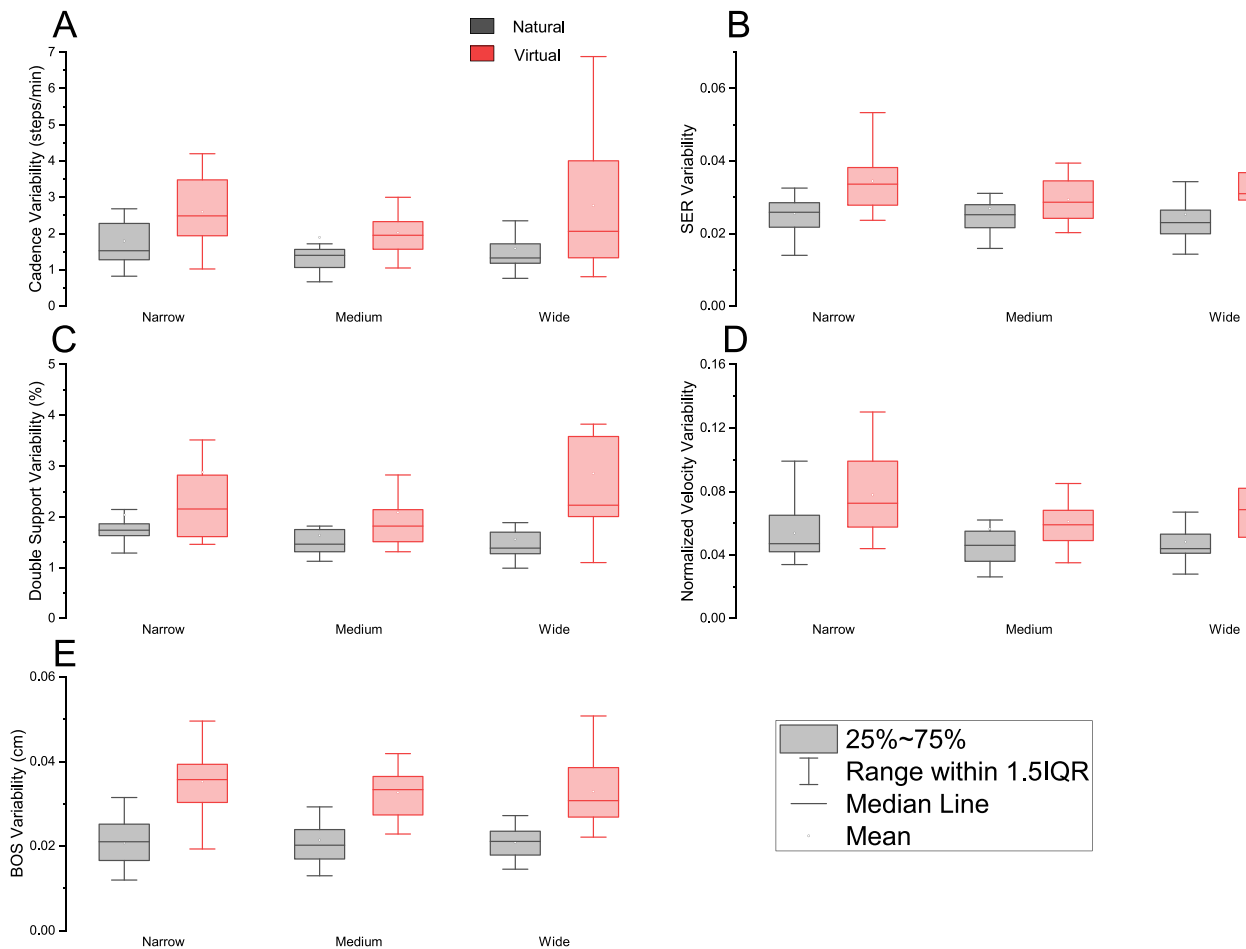 A
Natural
Virtual
Cadence Variability (steps/min)
7
6
5
4
3
2
1
0
Narrow
Medium
Wide
B
SER Variability
0.06
0.04
0.02
0.00
Narrow
Medium
Wide
C
Double Support Variability (%)
5
4
3
2
1
0
Narrow
Medium
Wide
D
Normalized Velocity Variability
0.16
0.12
0.08
0.04
0.00
Narrow
Medium
Wide
E
BOS Variability (cm)
0.06
0.04
0.02
0.00
Narrow
Medium
Wide
25%~75%
Range within 1.5IQR
Median Line
Mean